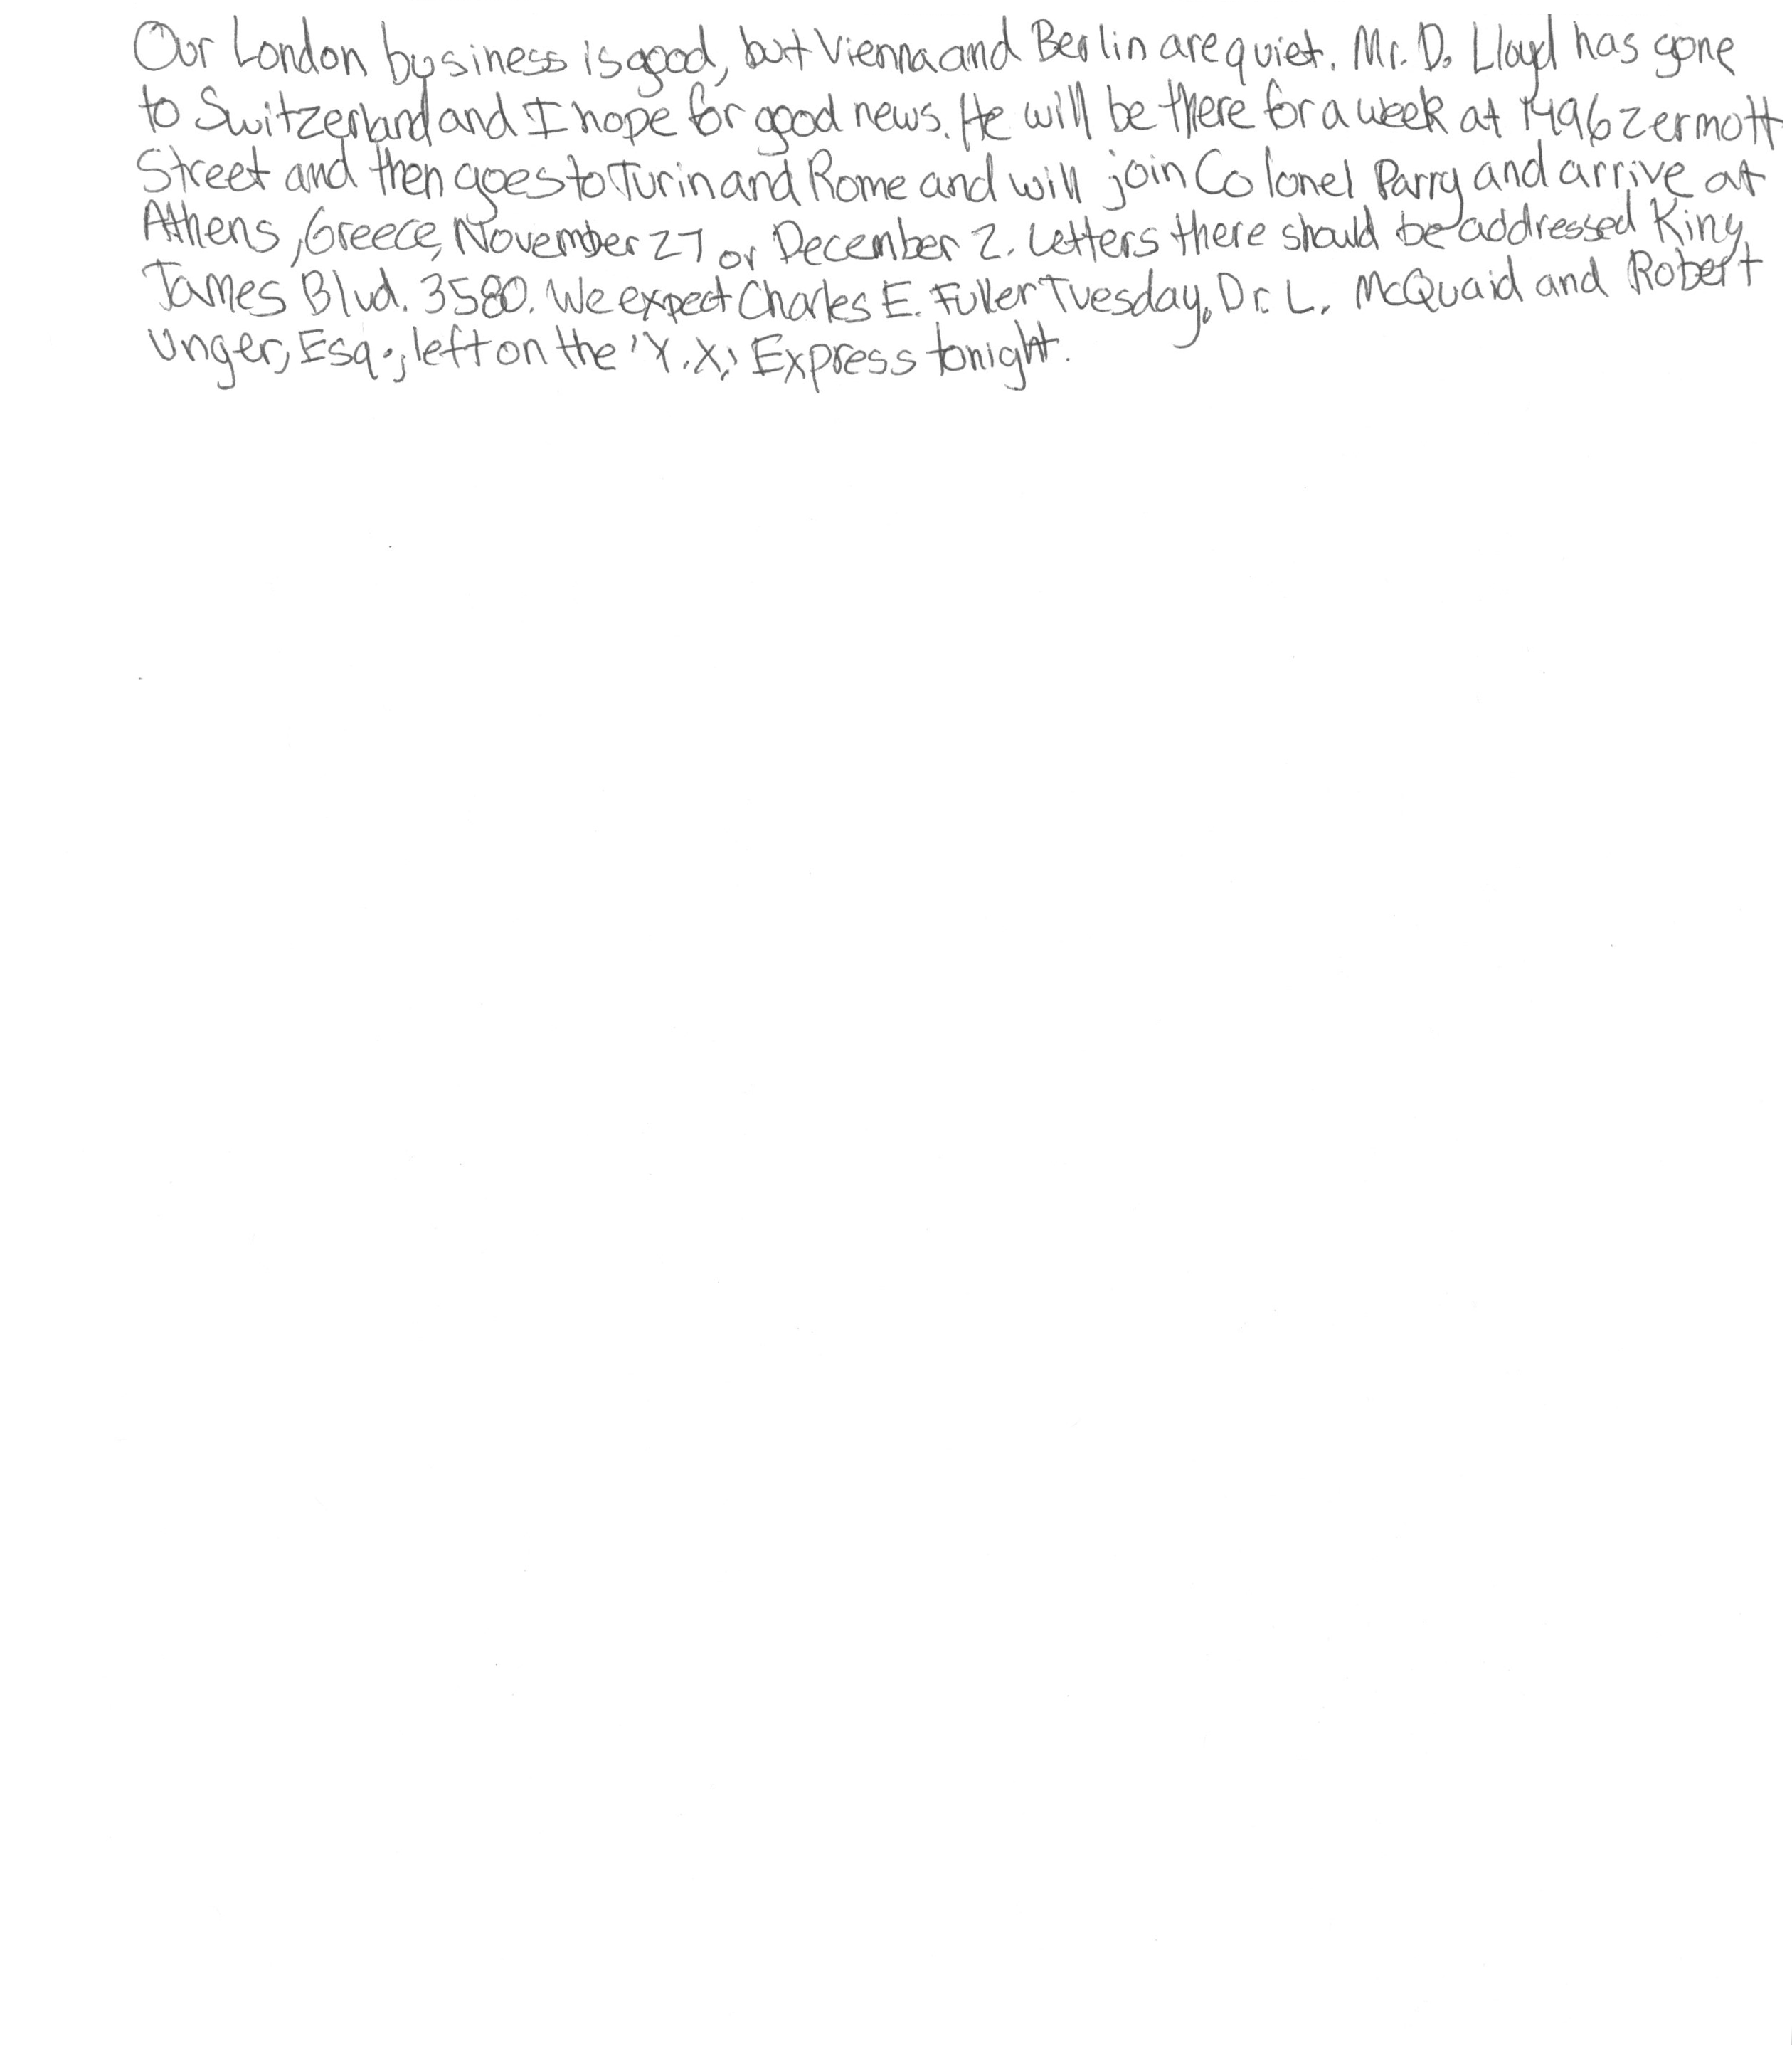 Our London business is good, but Vienna and Berlin are quiet. Mr. D. Lloyd has gone
to Switzerland and I hope for good news. He will be there for a week at 1496 zermott
Street and then goes to Turin and Rome and will join Colonel Parry and arrive at
Athens, Greece, November 27 or December 2. Letters there should be addressed King
James Blvd. 3580. We expect Charles E. Fuller Tuesday. Dr. L. McQuaid and Robert
Unger, Esq., left on the 'Y.X.' Express tonight.